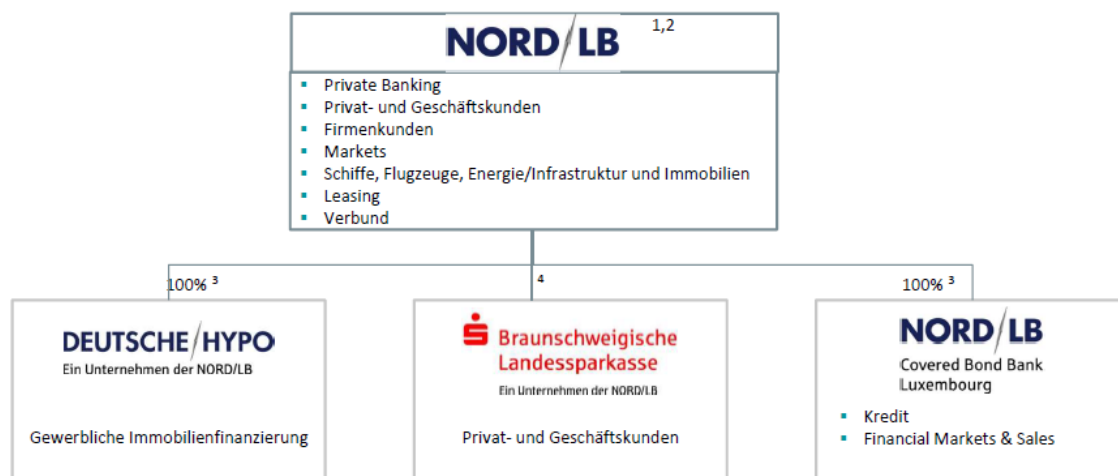 NORD/LB 1,2
Private Banking
Privat- und Geschäftskunden
Firmenkunden
Markets
Schiffe, Flugzeuge, Energie/Infrastruktur und Immobilien
Leasing
Verbund
100% ³
4
100% ³
DEUTSCHE/HYPO
Ein Unternehmen der NORD/LB
Gewerbliche Immobilienfinanzierung
Braunschweigische
Landessparkasse
Ein Unternehmen der NORD/LB
Privat- und Geschäftskunden
NORD/LB
Covered Bond Bank
Luxembourg
Kredit
Financial Markets & Sales